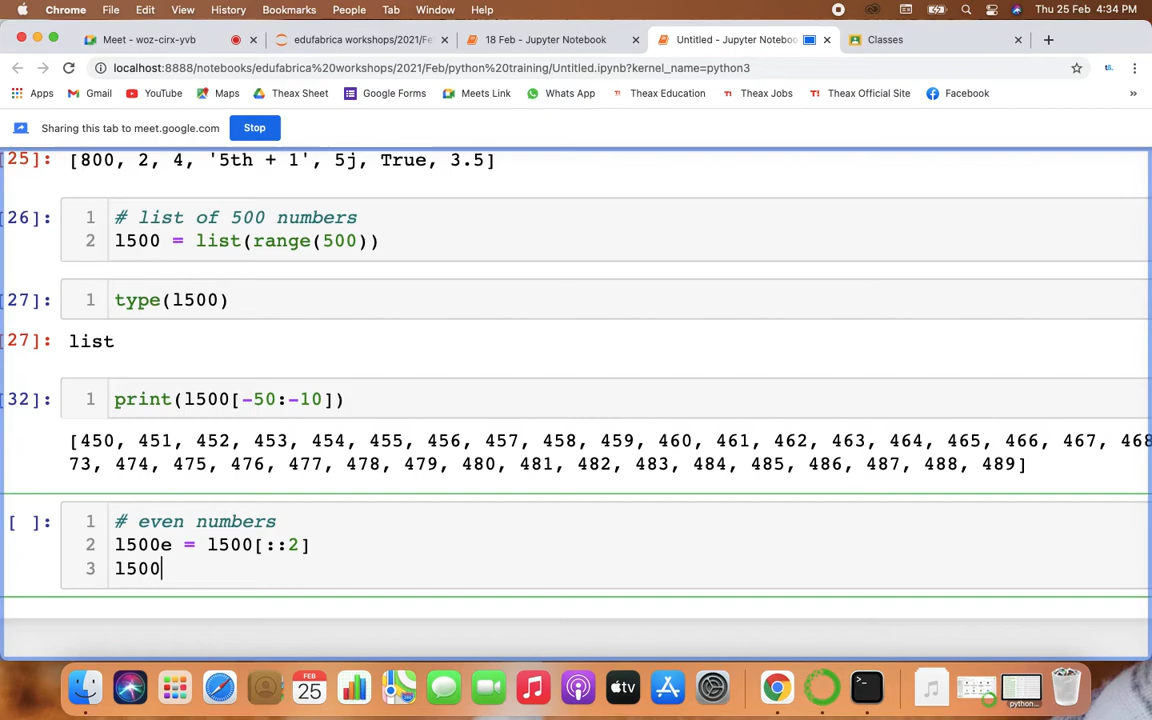 Chrome File Edit View History Bookmarks People Tab Window Help Thu 25 Feb 4:34 PM
Meet - woz-cirx-yvb edufabrica workshops/2021/Fe 18 Feb - Jupyter Notebook Untitled - Jupyter Noteboo Classes
localhost:8888/notebooks/edufabrica%20workshops/2021/Feb/python%20training/Untitled.ipynb?kernel_name=python3
Apps Gmail YouTube Maps Theax Sheet Google Forms Meets Link Whats App Theax Education Theax Jobs Theax Official Site Facebook »
Sharing this tab to meet.google.com Stop
[25]: [800, 2, 4, '5th + 1', 5j, True, 3.5]
[26]: 1 # list of 500 numbers
2 l500 = list(range(500))
[27]: 1 type(l500)
[27]: list
[32]: 1 print(l500[-50:-10])
[450, 451, 452, 453, 454, 455, 456, 457, 458, 459, 460, 461, 462, 463, 464, 465, 466, 467, 468
73, 474, 475, 476, 477, 478, 479, 480, 481, 482, 483, 484, 485, 486, 487, 488, 489]
[ ]: 1 # even numbers
2 l500e = l500[::2]
3 l500
FEB
25
tv
>_
python...